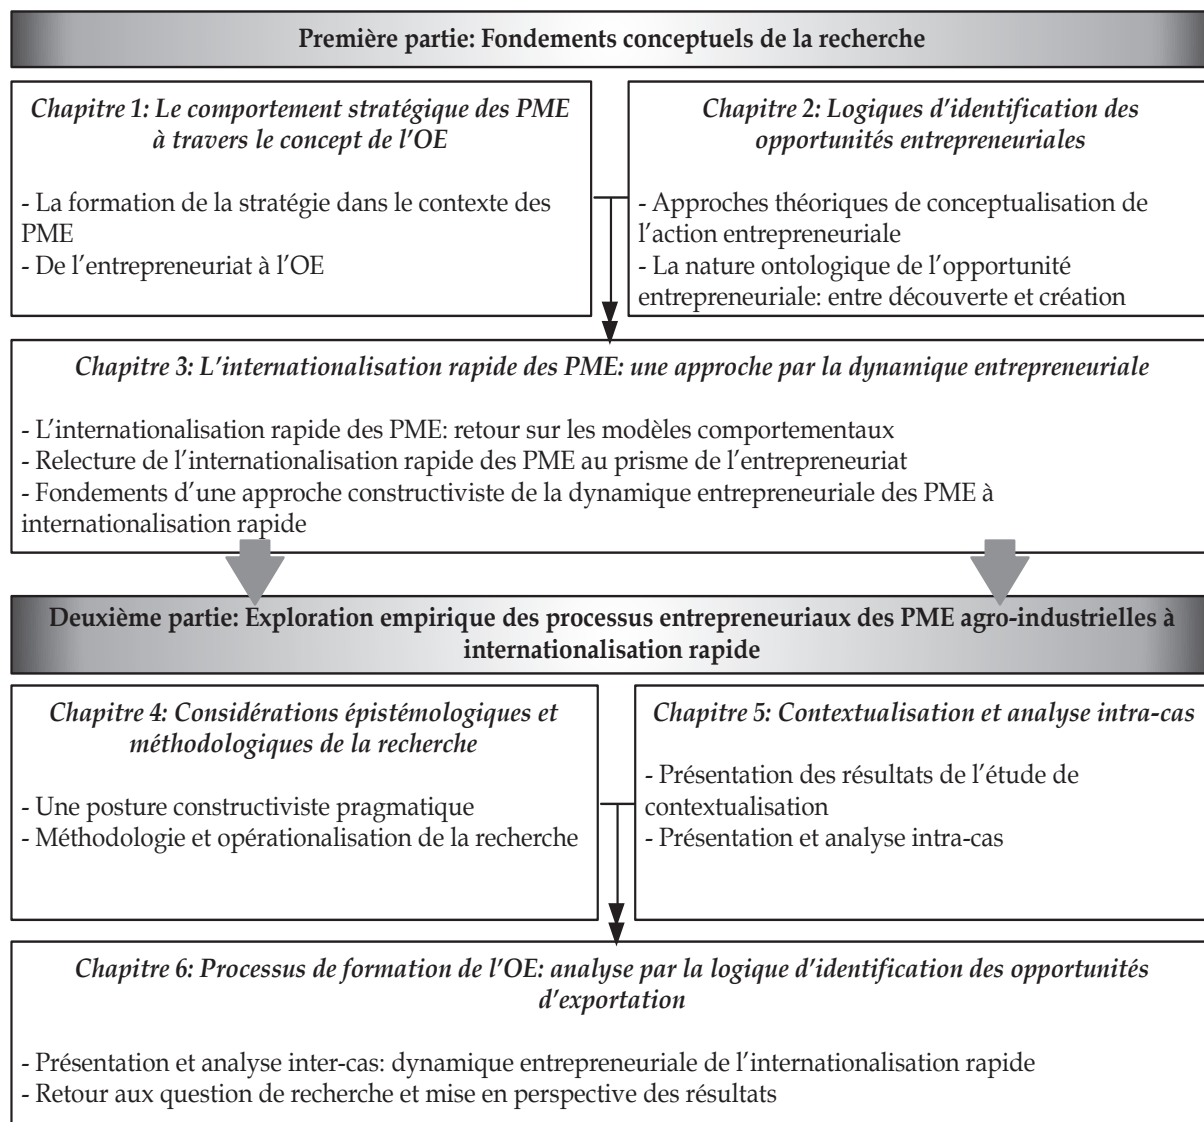 Première partie: Fondements conceptuels de la recherche
Chapitre 1: Le comportement stratégique des PME
à travers le concept de l'OE
- La formation de la stratégie dans le contexte des
PME
- De l'entrepreneuriat à l'OE
Chapitre 2: Logiques d'identification des
opportunités entrepreneuriales
- Approches théoriques de conceptualisation de
l'action entrepreneuriale
- La nature ontologique de l'opportunité
entrepreneuriale: entre découverte et création
Chapitre 3: L'internationalisation rapide des PME: une approche par la dynamique entrepreneuriale
- L'internationalisation rapide des PME: retour sur les modèles comportementaux
- Relecture de l'internationalisation rapide des PME au prisme de l'entrepreneuriat
- Fondements d'une approche constructiviste de la dynamique entrepreneuriale des PME à
internationalisation rapide
Deuxième partie: Exploration empirique des processus entrepreneuriaux des PME agro-industrielles à
internationalisation rapide
Chapitre 4: Considérations épistémologiques et
méthodologiques de la recherche
- Une posture constructiviste pragmatique
- Méthodologie et opérationalisation de la recherche
Chapitre 5: Contextualisation et analyse intra-cas
- Présentation des résultats de l'étude de
contextualisation
- Présentation et analyse intra-cas
Chapitre 6: Processus de formation de l'OE: analyse par la logique d'identification des opportunités
d'exportation
- Présentation et analyse inter-cas: dynamique entrepreneuriale de l'internationalisation rapide
- Retour aux question de recherche et mise en perspective des résultats